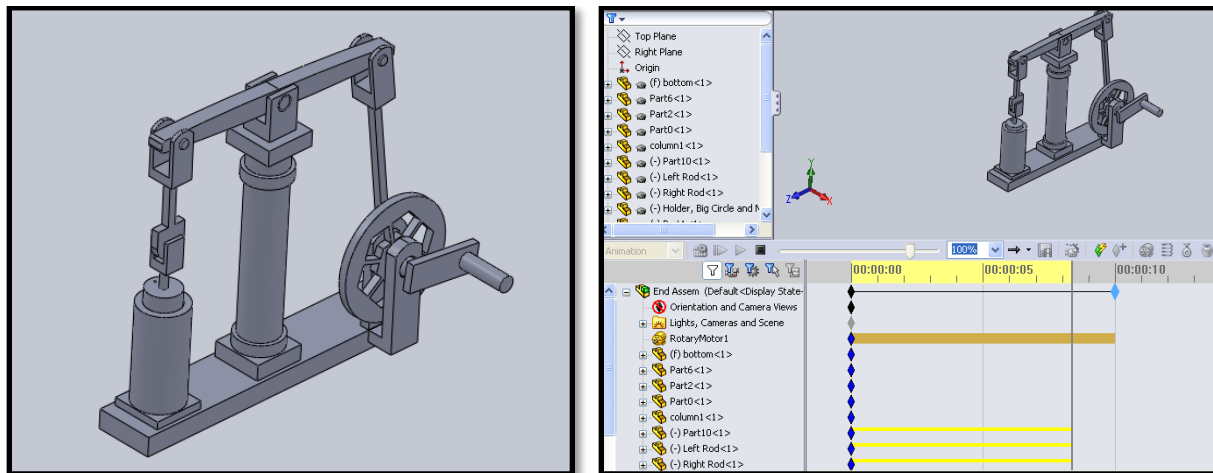 Top Plane
Right Plane
Origin
(f) bottom<1>
Part6<1>
Part2<1>
Part0<1>
column1<1>
(-) Part10<1>
(-) Left Rod<1>
(-) Right Rod<1>
(-) Holder, Big Circle and
Y
Z
X
Animation
100%
00:00:00 00:00:05 00:00:10
End Assem (Default<Display State-
Orientation and Camera Views
Lights, Cameras and Scene
RotaryMotor1
(f) bottom<1>
Part6<1>
Part2<1>
Part0<1>
column1<1>
(-) Part10<1>
(-) Left Rod<1>
(-) Right Rod<1>